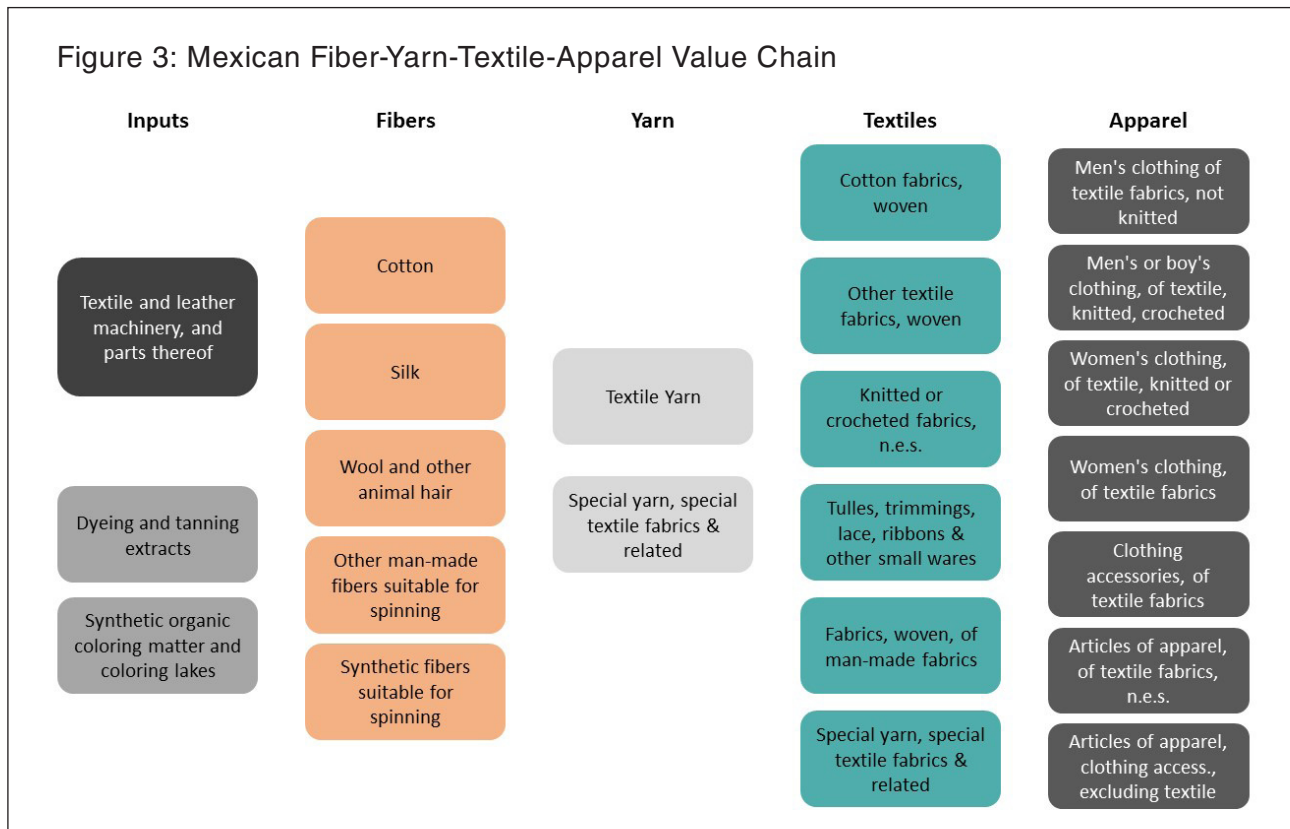 Figure 3: Mexican Fiber-Yarn-Textile-Apparel Value Chain
Inputs
Textile and leather
machinery, and
parts thereof
Dyeing and tanning
extracts
Synthetic organic
coloring matter and
coloring lakes
Fibers
Cotton
Silk
Wool and other
animal hair
Other man-made
fibers suitable for
spinning
Synthetic fibers
suitable for
spinning
Yarn
Textile Yarn
Special yarn, special
textile fabrics &
related
Textiles
Cotton fabrics,
woven
Other textile
fabrics, woven
Knitted or
crocheted fabrics,
n.e.s.
Tulles, trimmings,
lace, ribbons &
other small wares
Fabrics, woven, of
man-made fabrics
Special yarn, special
textile fabrics &
related
Apparel
Men's clothing of
textile fabrics, not
knitted
Men's or boy's
clothing, of textile,
knitted, crocheted
Women's clothing,
of textile, knitted or
crocheted
Women's clothing,
of textile fabrics
Clothing
accessories, of
textile fabrics
Articles of apparel,
of textile fabrics,
n.e.s.
Articles of apparel,
clothing access.,
excluding textile